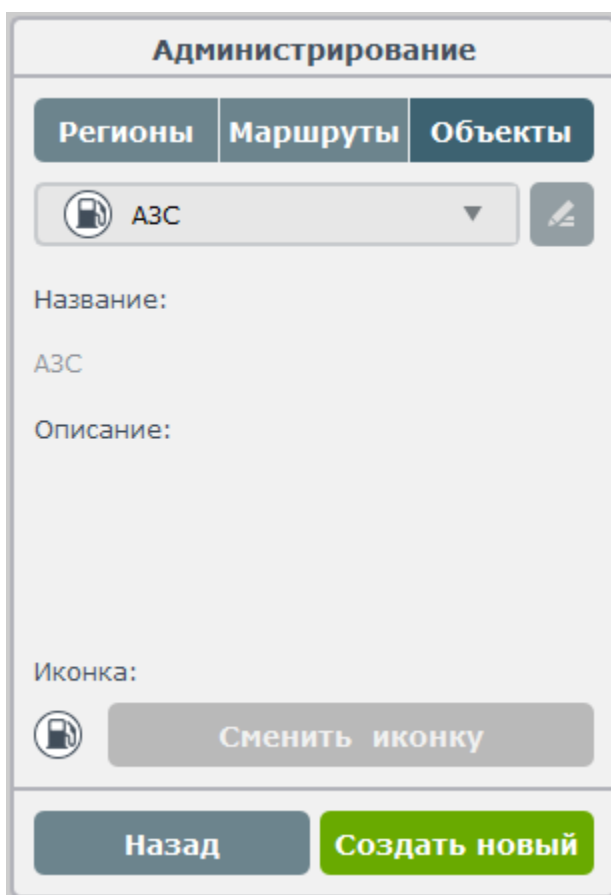 Администрирование
Регионы Маршруты Объекты
АЗС
Название:
АЗС
Описание:
Иконка:
Сменить иконку
Назад Создать новый